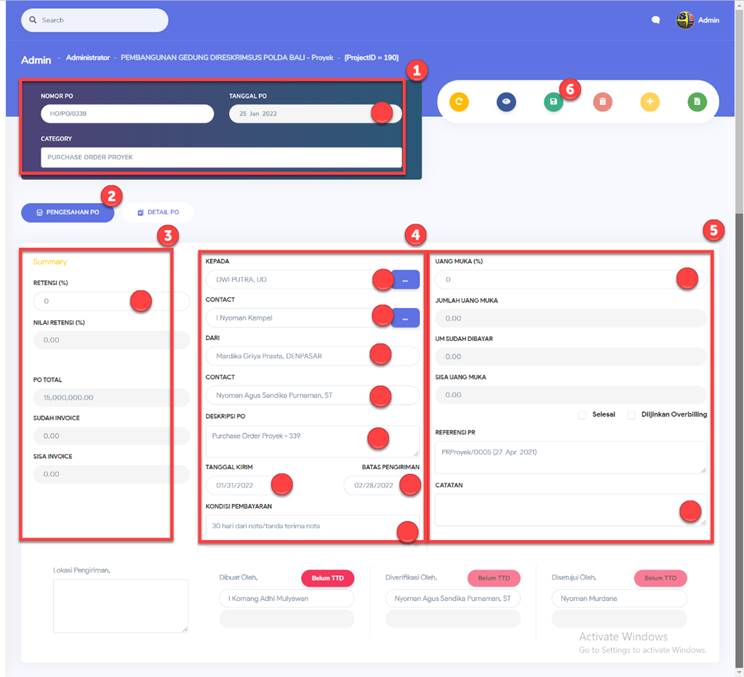 Search
Admin
Admin - Administrator - PEMBANGUNAN GEDUNG DIRESKRIMSUS POLDA BALI - Proyek - [ProjectID = 190]
1
6
NOMOR PO TANGGAL PO
HO/PO/0339 25 Jan 2022
CATEGORY
PURCHASE ORDER PROYEK
2
PENGESAHAN PO DETAIL PO
3 4 5
Summary
RETENSI (%)
0
NILAI RETENSI (%)
0.00
PO TOTAL
15,000,000.00
SUDAH INVOICE
0.00
SISA INVOICE
0.00
KEPADA
DWI PUTRA, UD
...
CONTACT
I Nyoman Kempel
...
DARI
Mardika Griya Prasta, DENPASAR
CONTACT
Nyoman Agus Sandika Purnaman, ST
DESKRIPSI PO
Purchase Order Proyek - 339
TANGGAL KIRIM BATAS PENGIRIMAN
01/31/2022 02/28/2022
KONDISI PEMBAYARAN
30 hari dari nota/tanda terima nota
UANG MUKA (%)
0
JUMLAH UANG MUKA
0.00
UM SUDAH DIBAYAR
0.00
SISA UANG MUKA
0.00
Selesai Diijinkan Overbilling
REFERENSI PR
PRProyek/0005 (27 Apr 2021)
CATATAN
Lokasi Pengiriman,
Dibuat Oleh, Belum TTD
I Komang Adhi Mulyawan
Diverifikasi Oleh, Belum TTD
Nyoman Agus Sandika Purnaman, ST
Disetujui Oleh, Belum TTD
Nyoman Murdana
Activate Windows
Go to Settings to activate Windows.